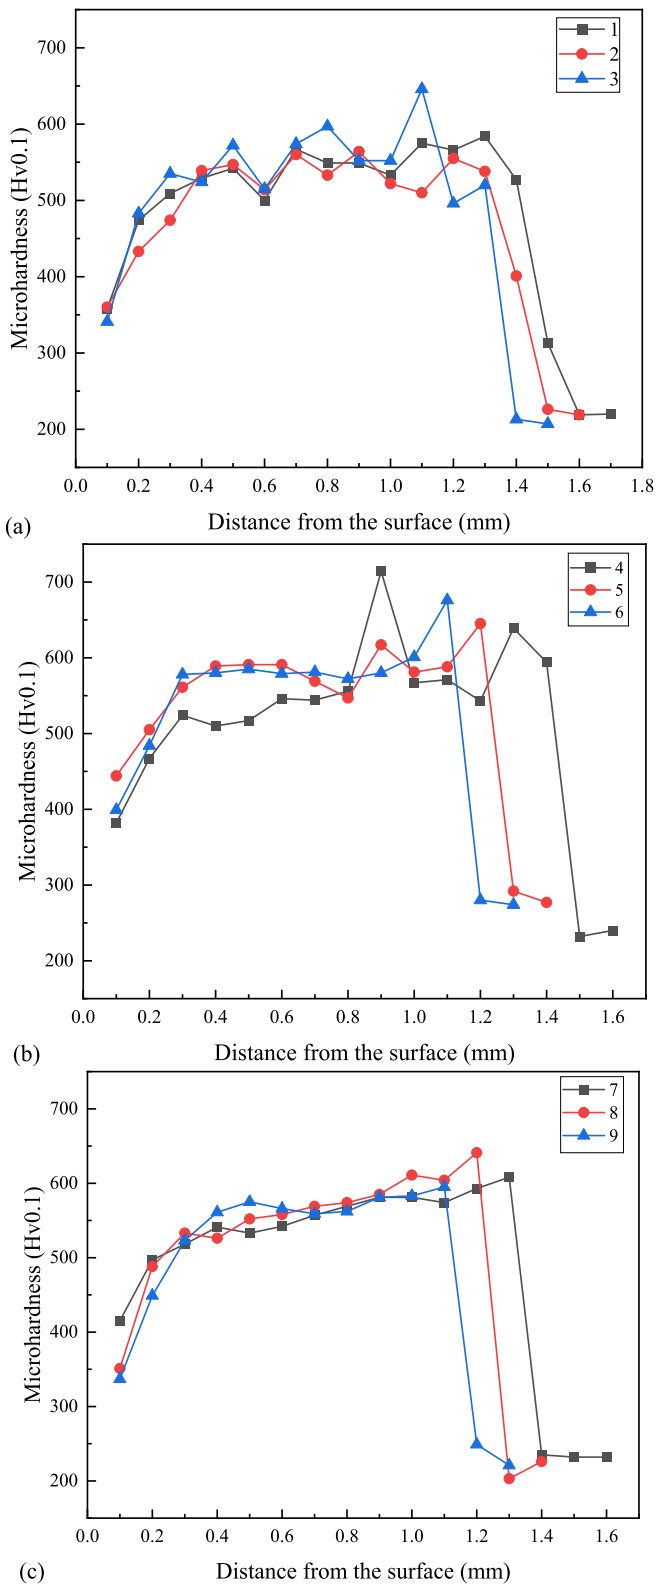 700
600
500
400
300
200
Microhardness (Hv0.1)
1
2
3
0.0 0.2 0.4 0.6 0.8 1.0 1.2 1.4 1.6 1.8
(a)
Distance from the surface (mm)
700
600
500
400
300
200
Microhardness (Hv0.1)
4
5
6
0.0 0.2 0.4 0.6 0.8 1.0 1.2 1.4 1.6
(b)
Distance from the surface (mm)
700
600
500
400
300
200
Microhardness (Hv0.1)
7
8
9
0.0 0.2 0.4 0.6 0.8 1.0 1.2 1.4 1.6
(c)
Distance from the surface (mm)